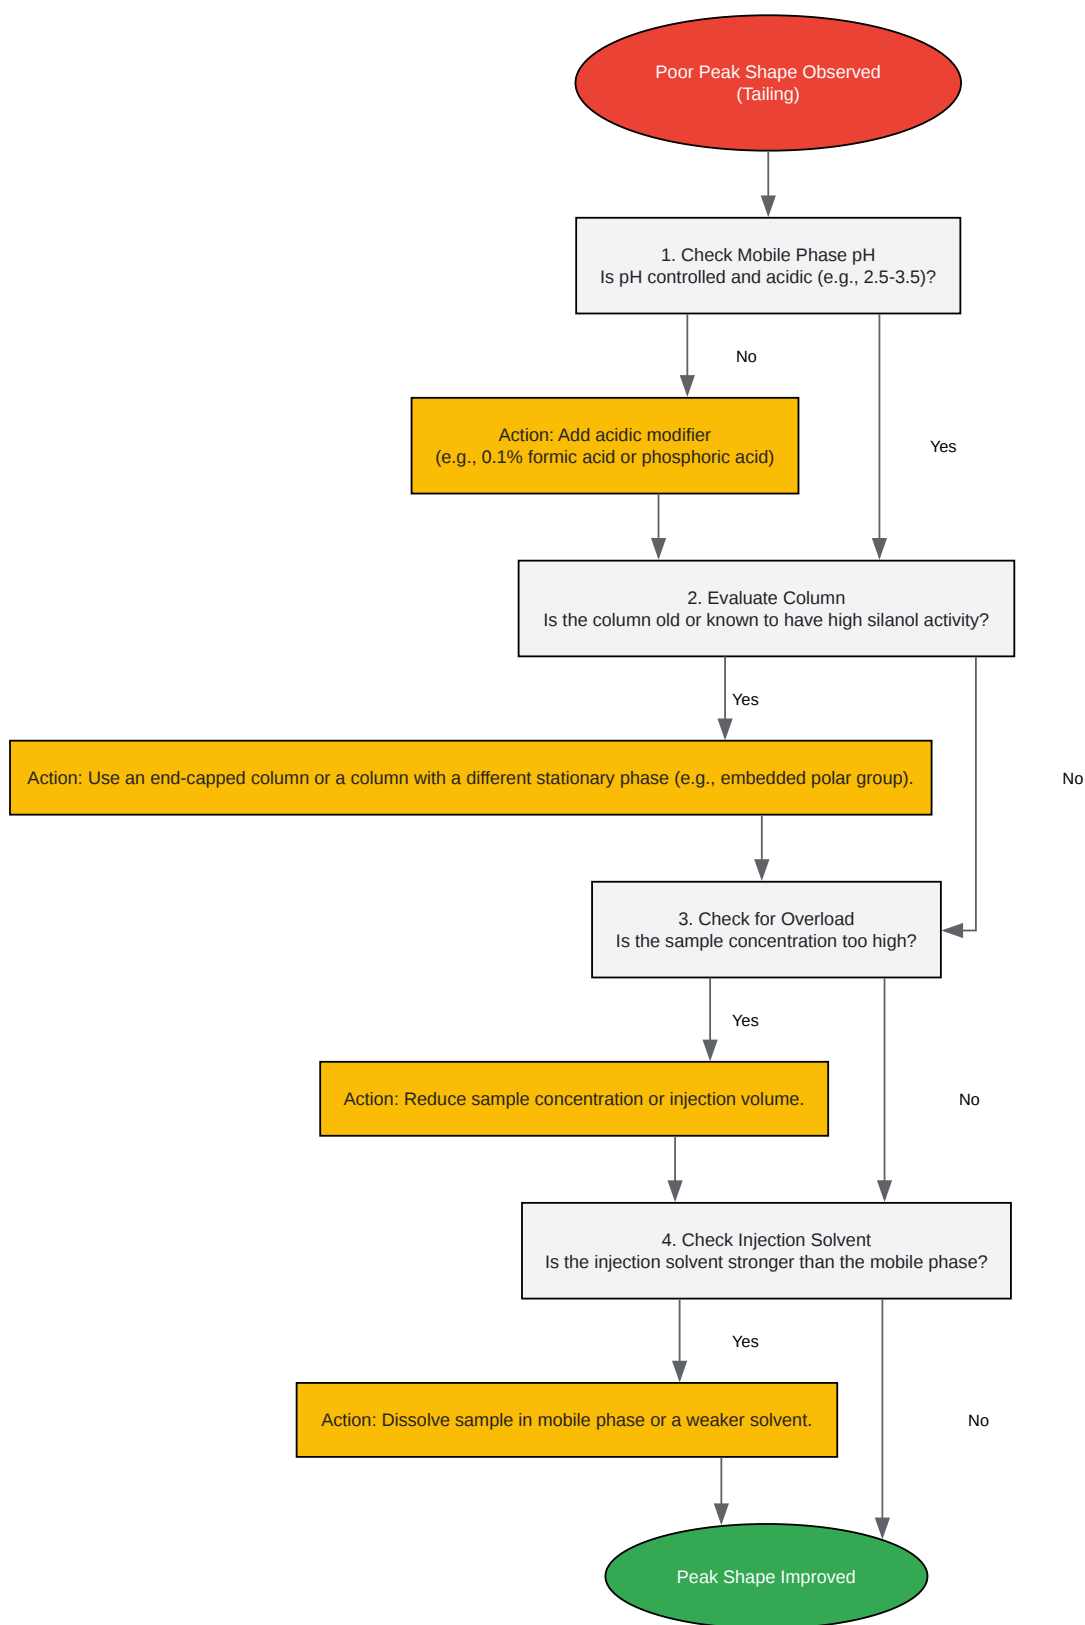 Poor Peak Shape Observed
(Tailing)
1. Check Mobile Phase pH
Is pH controlled and acidic (e.g., 2.5-3.5)?
No
Action: Add acidic modifier
(e.g., 0.1% formic acid or phosphoric acid)
Yes
2. Evaluate Column
Is the column old or known to have high silanol activity?
Yes
Action: Use an end-capped column or a column with a different stationary phase (e.g., embedded polar group).
No
3. Check for Overload
Is the sample concentration too high?
Yes
Action: Reduce sample concentration or injection volume.
No
4. Check Injection Solvent
Is the injection solvent stronger than the mobile phase?
Yes
Action: Dissolve sample in mobile phase or a weaker solvent.
No
Peak Shape Improved